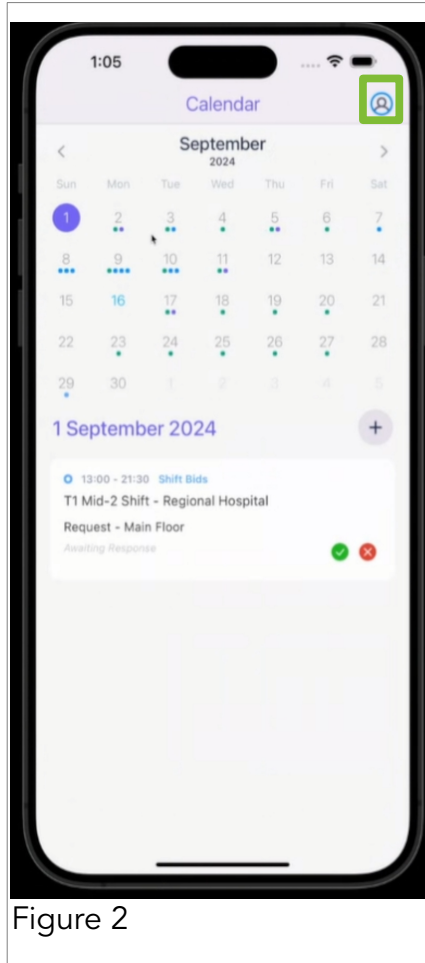 1:05
Calendar
September
2024
Sun Mon Tue Wed Thu Fri Sat
1 2 3 4 5 6 7
8 9 10 11 12 13 14
15 16 17 18 19 20 21
22 23 24 25 26 27 28
29 30 1 2 3 4 5
1 September 2024
+
13:00 - 21:30 Shift Bids
T1 Mid-2 Shift - Regional Hospital
Request - Main Floor
Awaiting Response
Figure 2